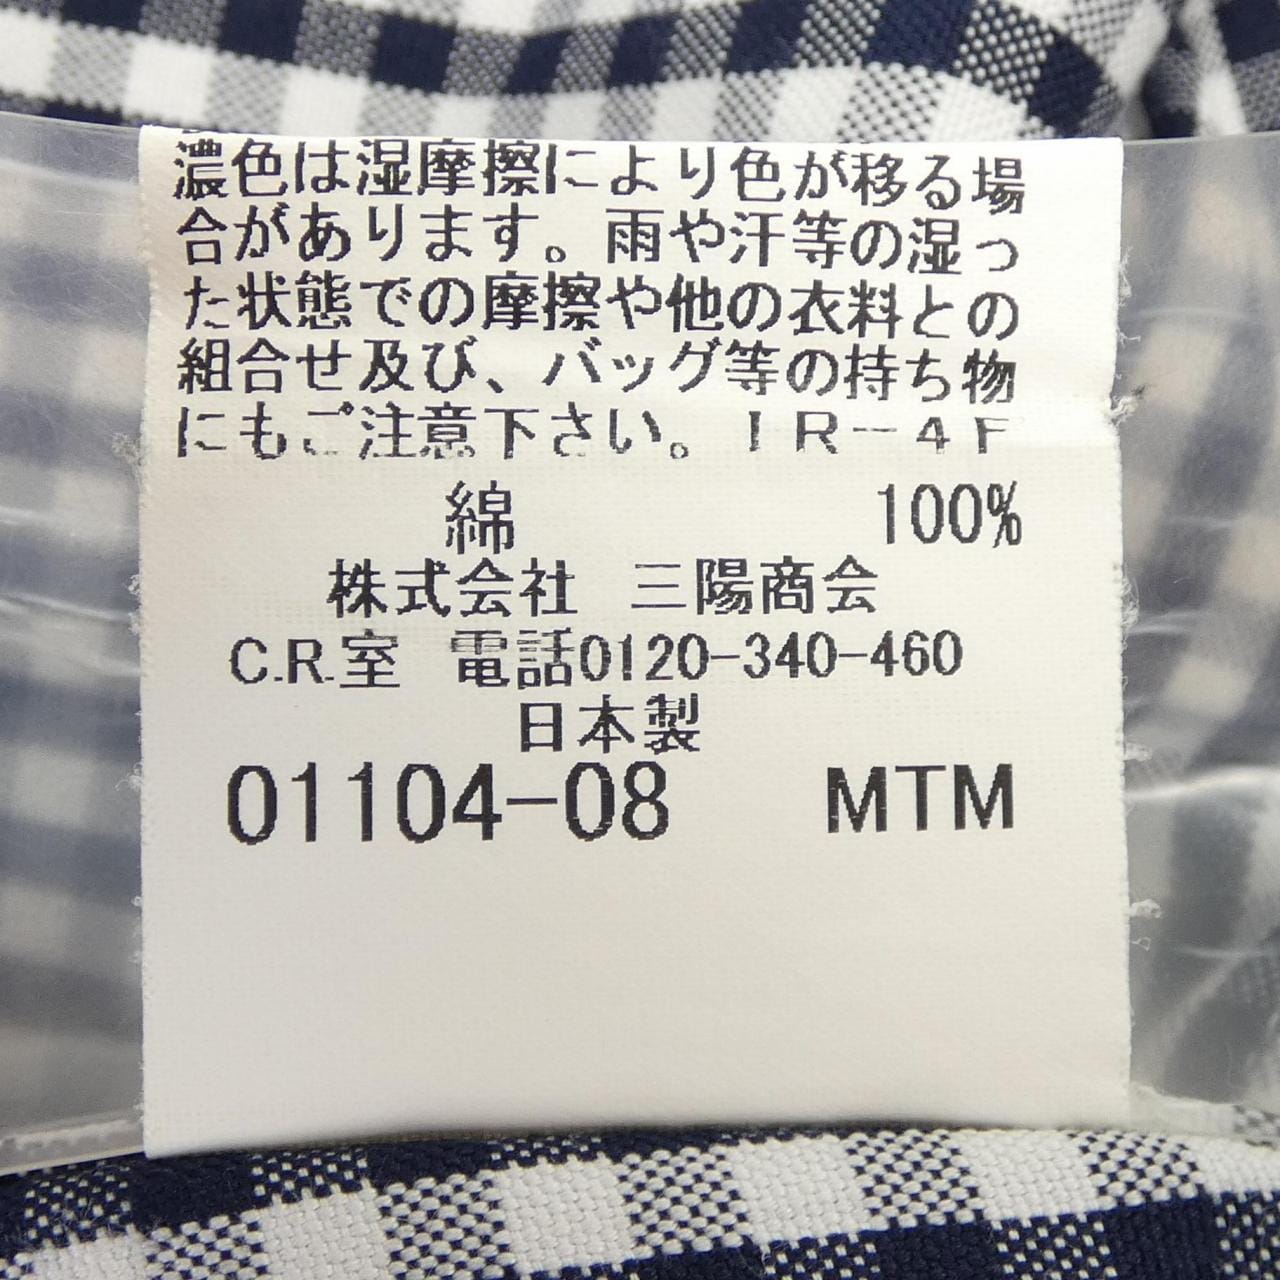 濃色は湿摩擦により色が移る場
合があります。雨や汗等の湿っ
た状態での摩擦や他の衣料との
組合せ及び、バッグ等の持ち物
にもご注意下さい。IR-4F
綿 100%
株式会社 三陽商会
C.R.室 電話0120-340-460
日本製
01104-08 MTM